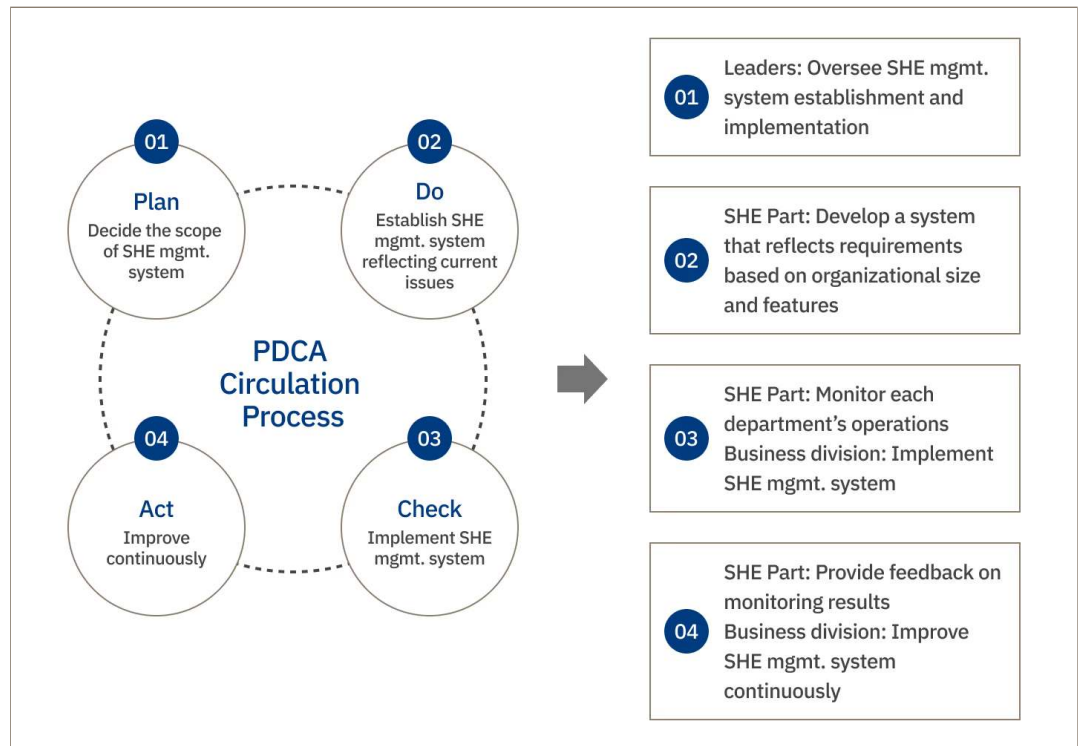 01
Plan
Decide the scope
of SHE mgmt.
system
02
Do
Establish SHE
mgmt. system
reflecting current
issues
PDCA
Circulation
Process
04
Act
Improve
continuously
03
Check
Implement SHE
mgmt. system
01
Leaders: Oversee SHE mgmt.
system establishment and
implementation
02
SHE Part: Develop a system
that reflects requirements
based on organizational size
and features
03
SHE Part: Monitor each
department’s operations
Business division: Implement
SHE mgmt. system
04
SHE Part: Provide feedback on
monitoring results
Business division: Improve
SHE mgmt. system
continuously